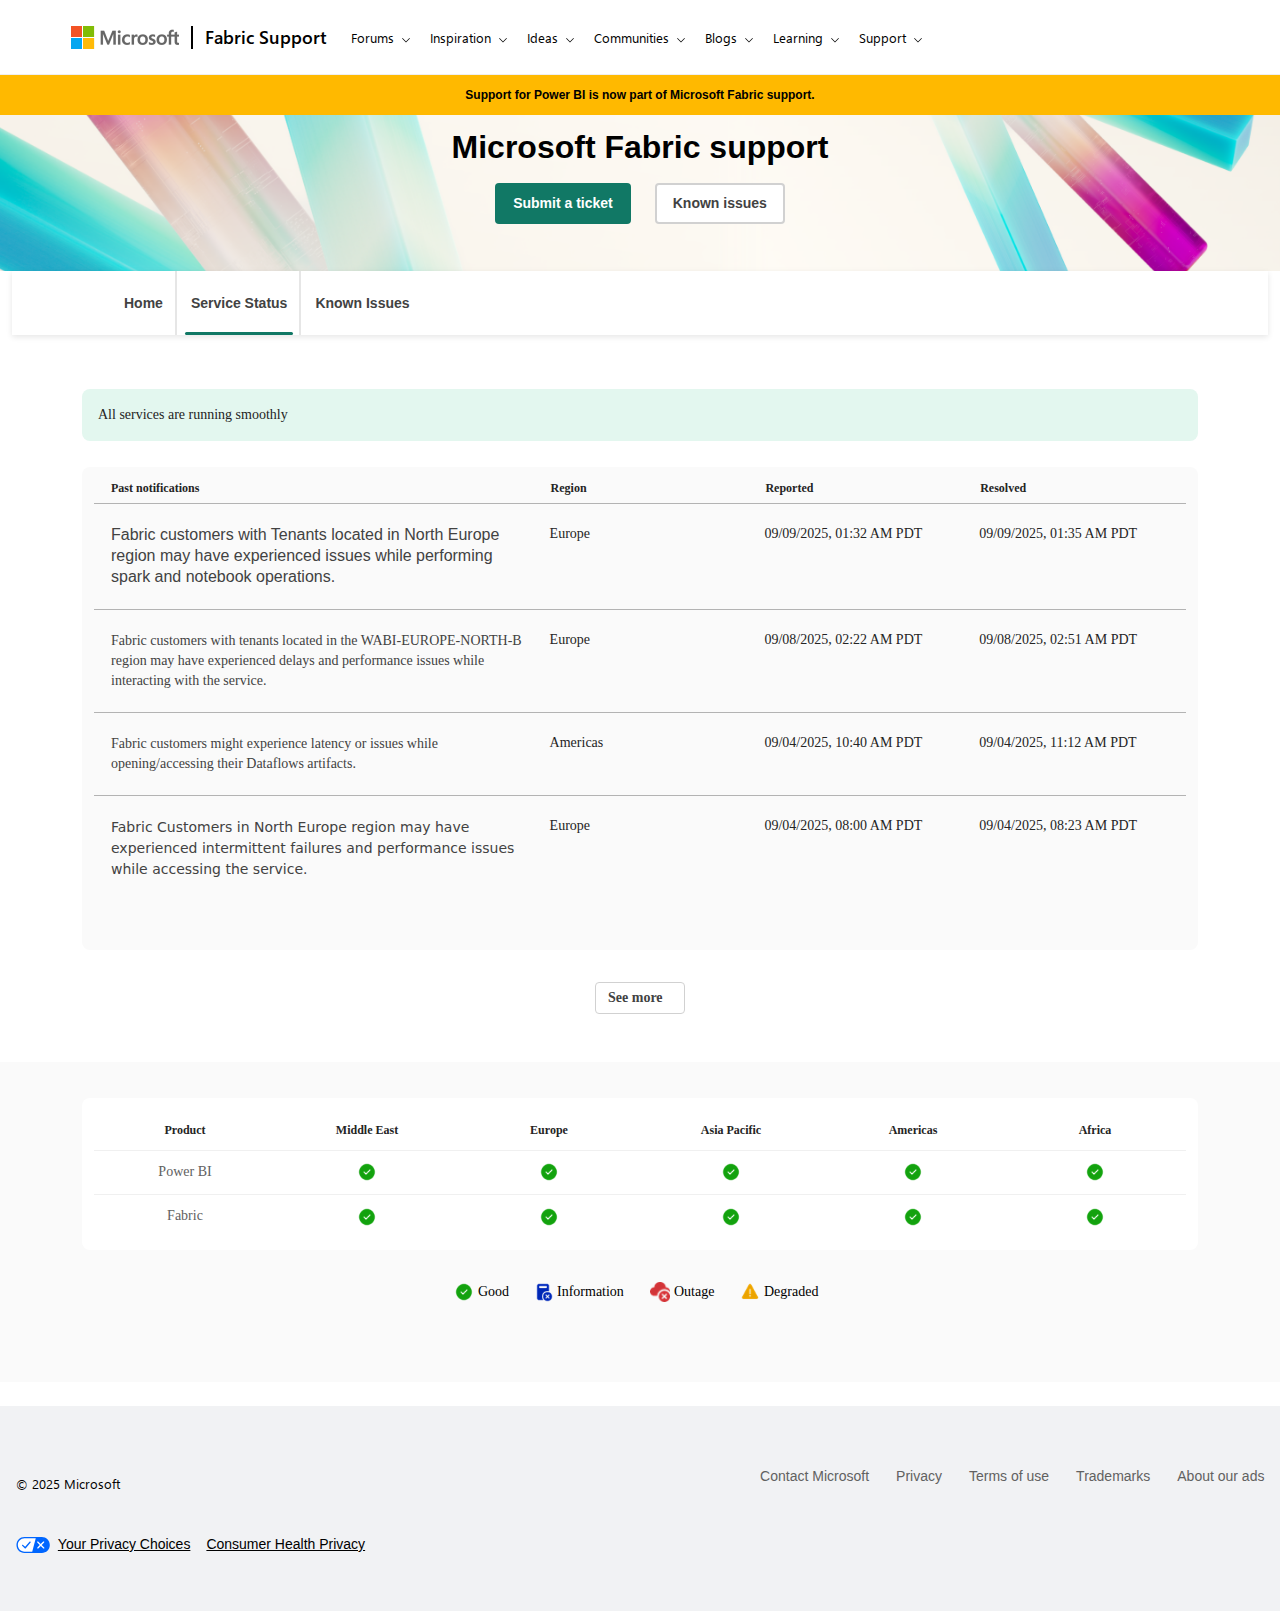 Microsoft | Fabric Support Forums Inspiration Ideas Communities Blogs Learning Support
Support for Power BI is now part of Microsoft Fabric support.
Microsoft Fabric support
Submit a ticket Known issues
Home Service Status Known Issues
All services are running smoothly
Past notifications Region Reported Resolved
Fabric customers with Tenants located in North Europe Europe 09/09/2025, 01:32 AM PDT 09/09/2025, 01:35 AM PDT
region may have experienced issues while performing
spark and notebook operations.
Fabric customers with tenants located in the WABI-EUROPE-NORTH-B Europe 09/08/2025, 02:22 AM PDT 09/08/2025, 02:51 AM PDT
region may have experienced delays and performance issues while
interacting with the service.
Fabric customers might experience latency or issues while Americas 09/04/2025, 10:40 AM PDT 09/04/2025, 11:12 AM PDT
opening/accessing their Dataflows artifacts.
Fabric Customers in North Europe region may have Europe 09/04/2025, 08:00 AM PDT 09/04/2025, 08:23 AM PDT
experienced intermittent failures and performance issues
while accessing the service.
See more
Product Middle East Europe Asia Pacific Americas Africa
Power BI
Fabric
Good Information Outage Degraded
© 2025 Microsoft Contact Microsoft Privacy Terms of use Trademarks About our ads
Your Privacy Choices Consumer Health Privacy